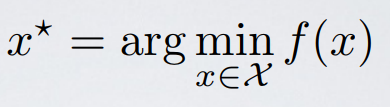 x⋆ = arg min f(x)
x∈𝒳